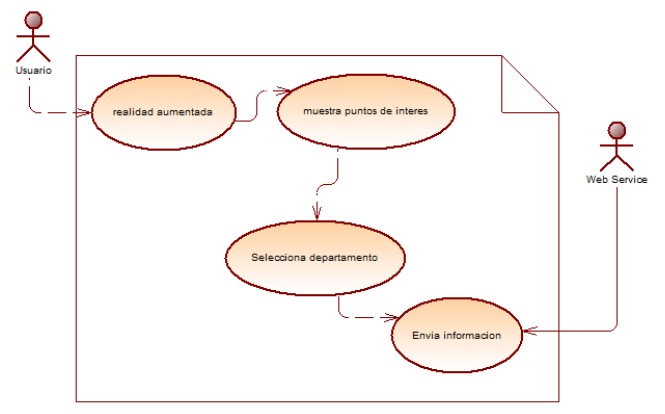 Usuario
realidad aumentada
muestra puntos de interes
Web Service
Selecciona departamento
Envia informacion